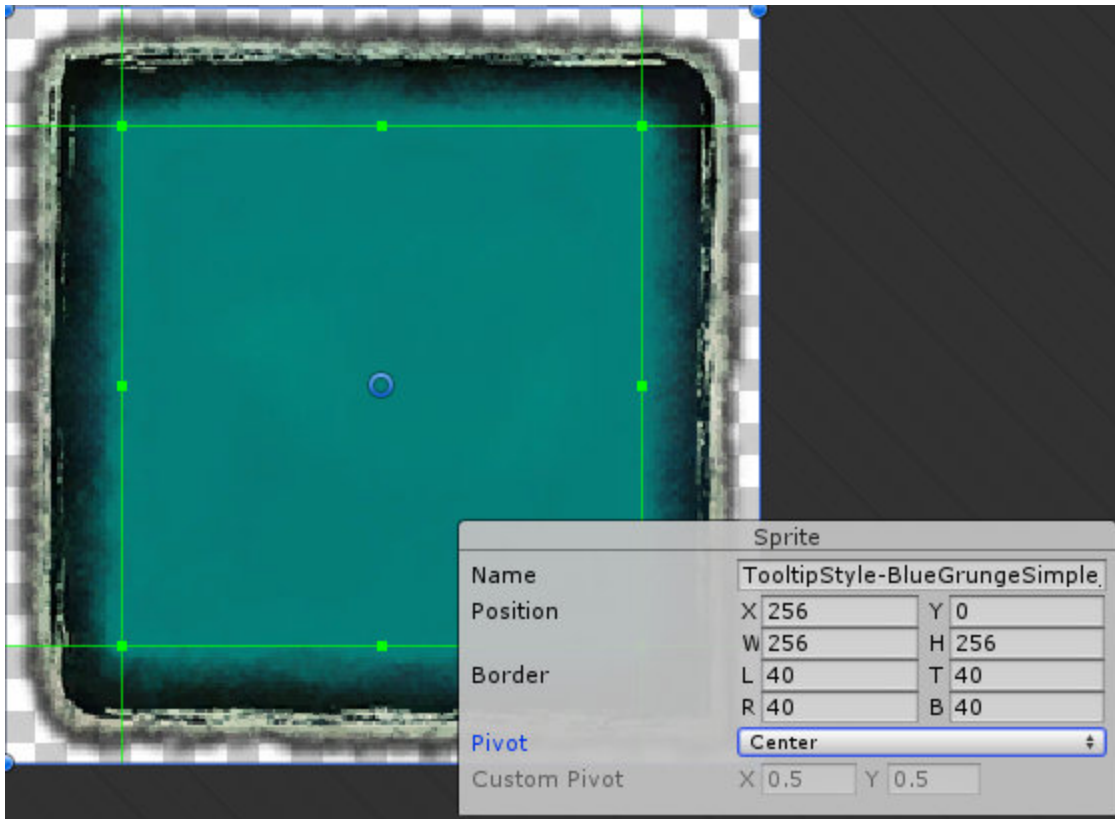 Sprite
Name TooltipStyle-BlueGrungeSimple_
Position X 256 Y 0
W 256 H 256
Border L 40 T 40
R 40 B 40
Pivot Center
Custom Pivot X 0.5 Y 0.5